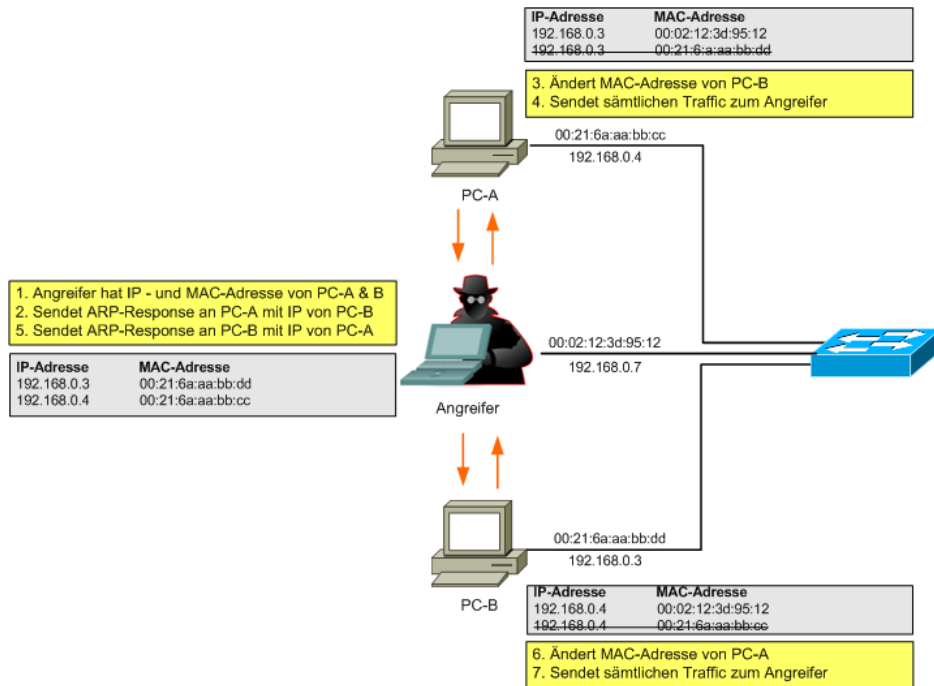 IP-Adresse MAC-Adresse
192.168.0.3 00:02:12:3d:95:12
192.168.0.3 00:21:6:a:aa:bb:dd
3. Ändert MAC-Adresse von PC-B
4. Sendet sämtlichen Traffic zum Angreifer
00:21:6a:aa:bb:cc
192.168.0.4
PC-A
1. Angreifer hat IP - und MAC-Adresse von PC-A & B
2. Sendet ARP-Response an PC-A mit IP von PC-B
5. Sendet ARP-Response an PC-B mit IP von PC-A
IP-Adresse MAC-Adresse
192.168.0.3 00:21:6a:aa:bb:dd
192.168.0.4 00:21:6a:aa:bb:cc
00:02:12:3d:95:12
192.168.0.7
Angreifer
00:21:6a:aa:bb:dd
192.168.0.3
PC-B
IP-Adresse MAC-Adresse
192.168.0.4 00:02:12:3d:95:12
192.168.0.4 00:21:6a:aa:bb:cc
6. Ändert MAC-Adresse von PC-A
7. Sendet sämtlichen Traffic zum Angreifer